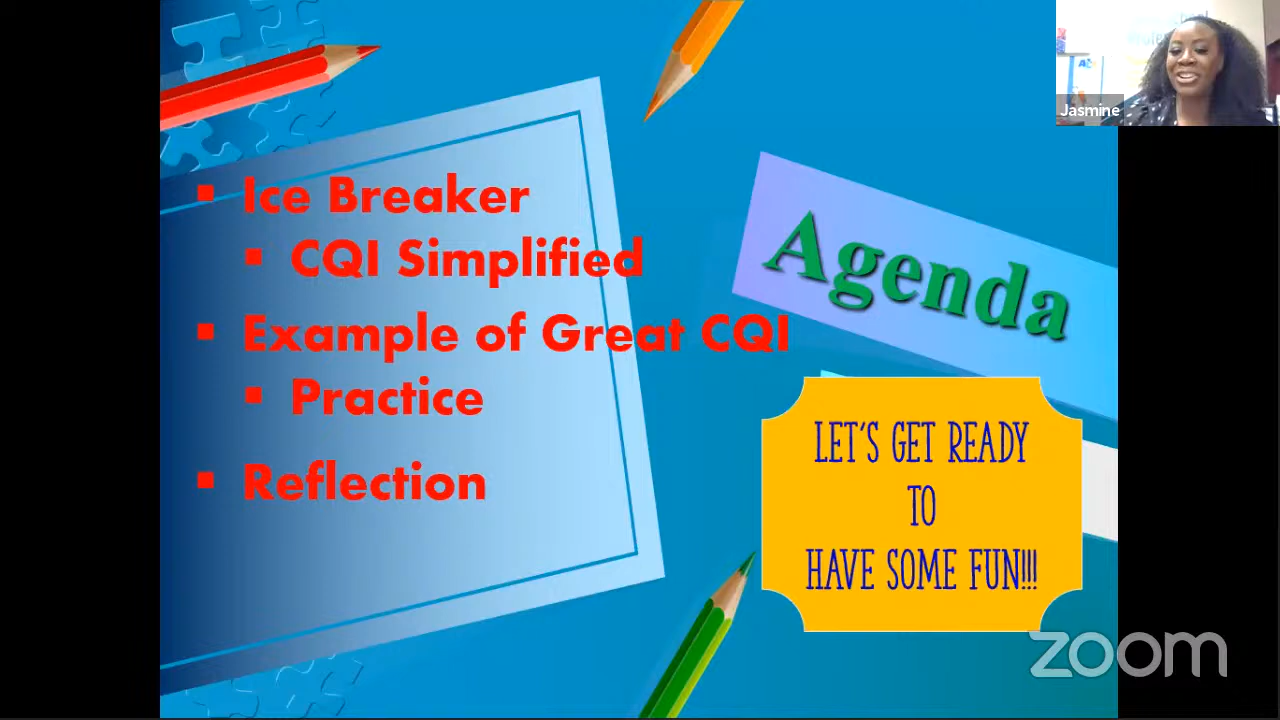 Jasmine
▪ Ice Breaker
▪ CQI Simplified
▪ Example of Great CQI
▪ Practice
▪ Reflection
Agenda
LET'S GET READY
TO
HAVE SOME FUN!!!
zoom